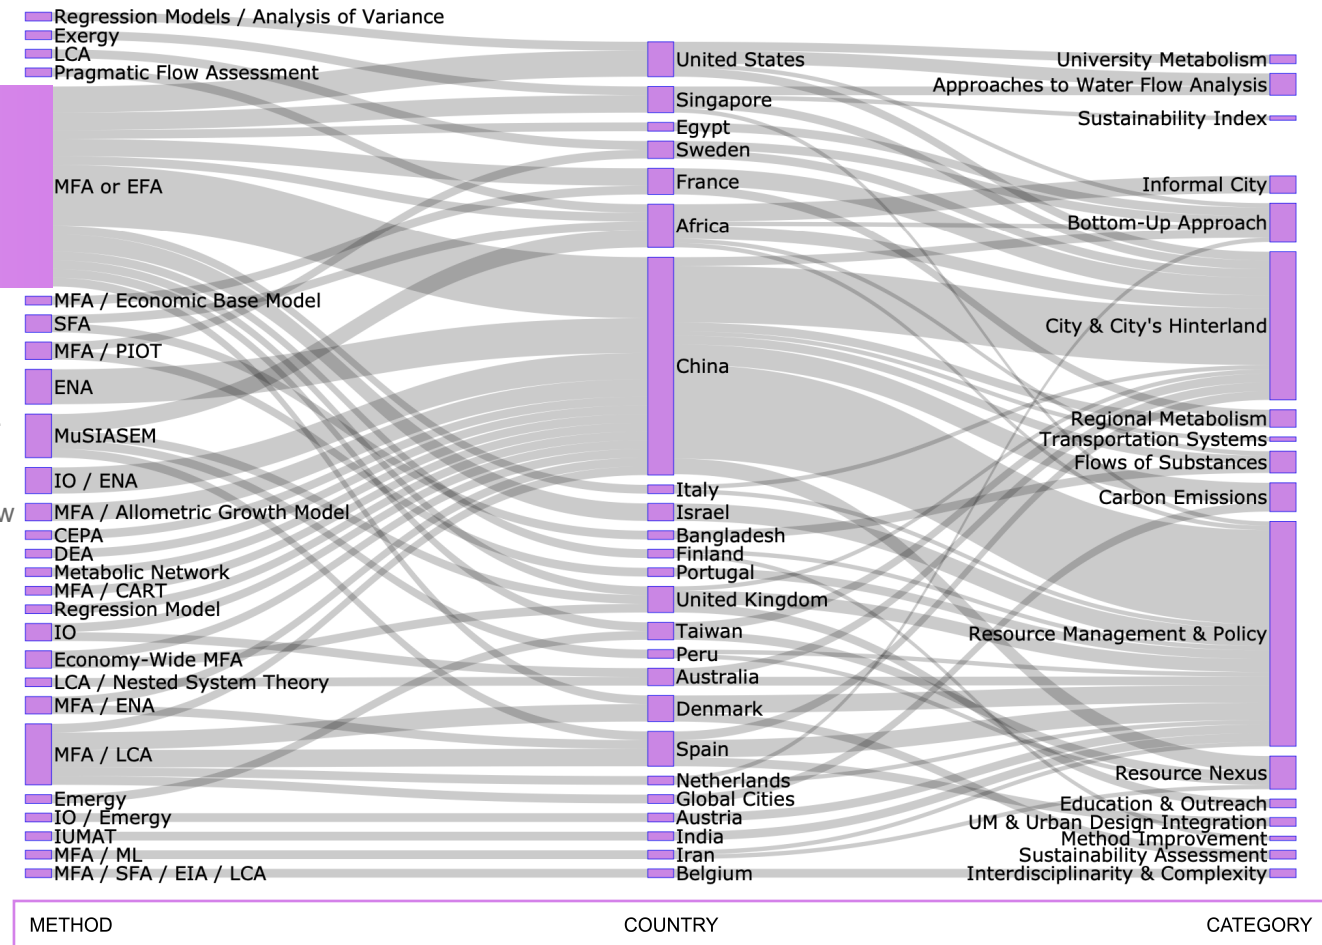 Regression Models / Analysis of Variance
Exergy
LCA
Pragmatic Flow Assessment
MFA or EFA
MFA / Economic Base Model
SFA
MFA / PIOT
ENA
MuSIASEM
IO / ENA
w
MFA / Allometric Growth Model
CEPA
DEA
Metabolic Network
MFA / CART
Regression Model
IO
Economy-Wide MFA
LCA / Nested System Theory
MFA / ENA
MFA / LCA
Emergy
IO / Emergy
IUMAT
MFA / ML
MFA / SFA / EIA / LCA
United States
Singapore
Egypt
Sweden
France
Africa
China
Italy
Israel
Bangladesh
Finland
Portugal
United Kingdom
Taiwan
Peru
Australia
Denmark
Spain
Netherlands
Global Cities
Austria
India
Iran
Belgium
University Metabolism
Approaches to Water Flow Analysis
Sustainability Index
Informal City
Bottom-Up Approach
City & City's Hinterland
Regional Metabolism
Transportation Systems
Flows of Substances
Carbon Emissions
Resource Management & Policy
Resource Nexus
Education & Outreach
UM & Urban Design Integration
Method Improvement
Sustainability Assessment
Interdisciplinarity & Complexity
METHOD
COUNTRY
CATEGORY